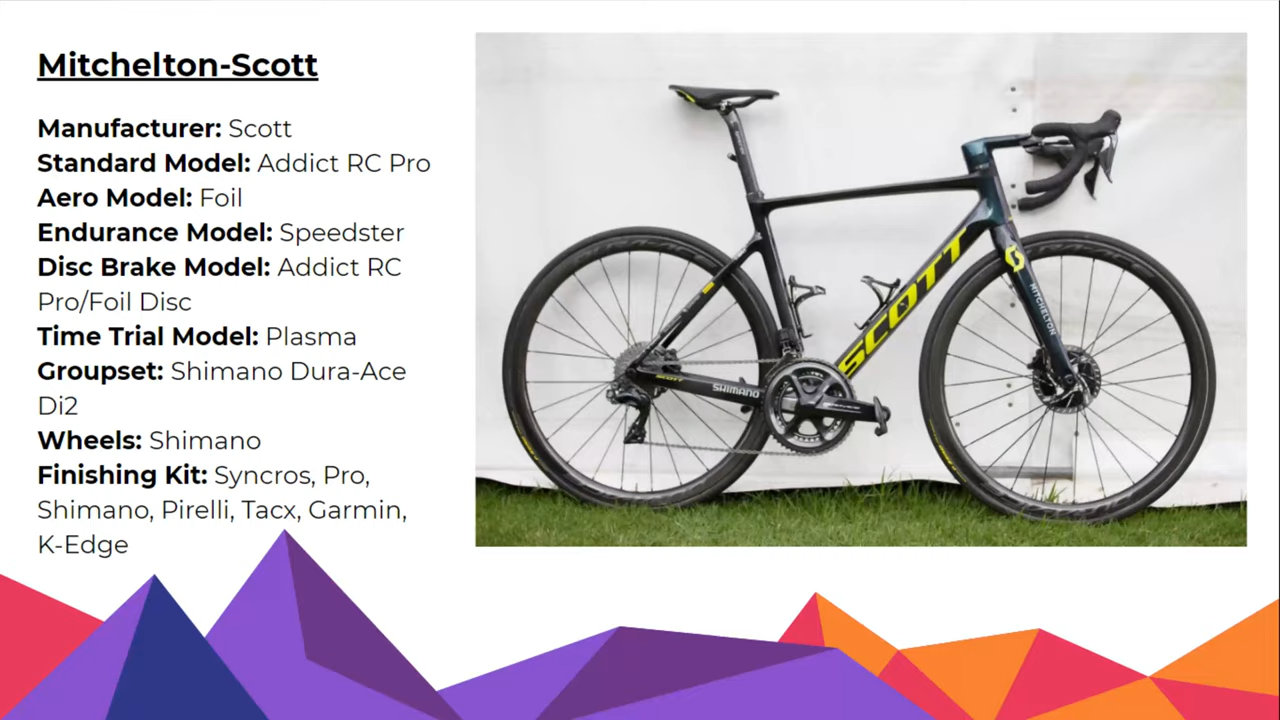 Mitchelton-Scott
Manufacturer: Scott
Standard Model: Addict RC Pro
Aero Model: Foil
Endurance Model: Speedster
Disc Brake Model: Addict RC
Pro/Foil Disc
Time Trial Model: Plasma
Groupset: Shimano Dura-Ace
Di2
Wheels: Shimano
Finishing Kit: Syncros, Pro,
Shimano, Pirelli, Tacx, Garmin,
K-Edge
SCOTT
MITCHELTON
SCOTT
SHIMANO